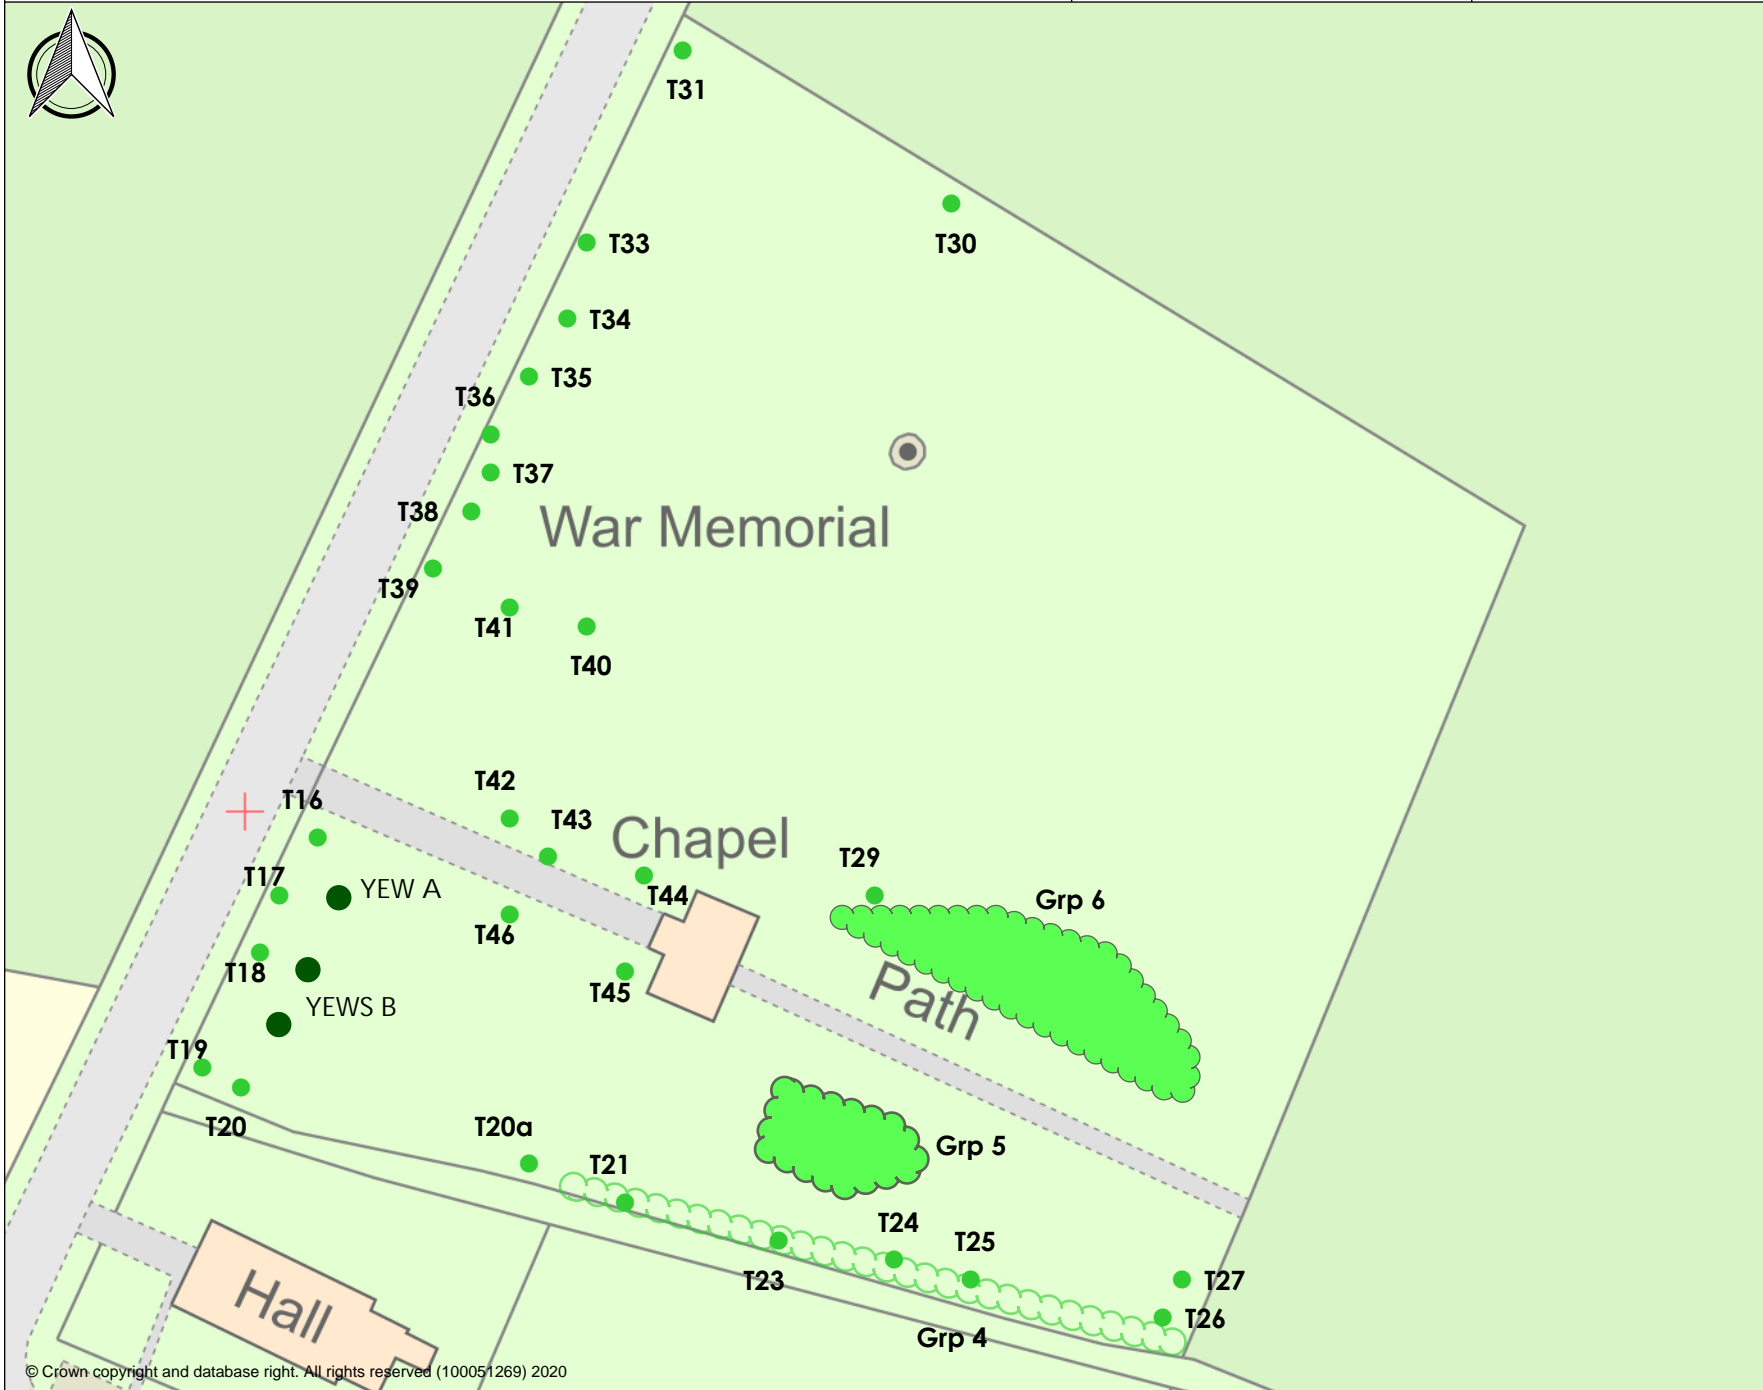 T31
T30
T33
T34
T35
T36
T37
T38
War Memorial
T39
T41
T40
T42
T16
T43
Chapel
T29
T17
YEW A
T44
Grp 6
T46
T18
T45
Path
YEWS B
T19
T20
T20a
Grp 5
T21
T24
T25
T23
T27
Hall
T26
Grp 4
© Crown copyright and database right. All rights reserved (100051269) 2020